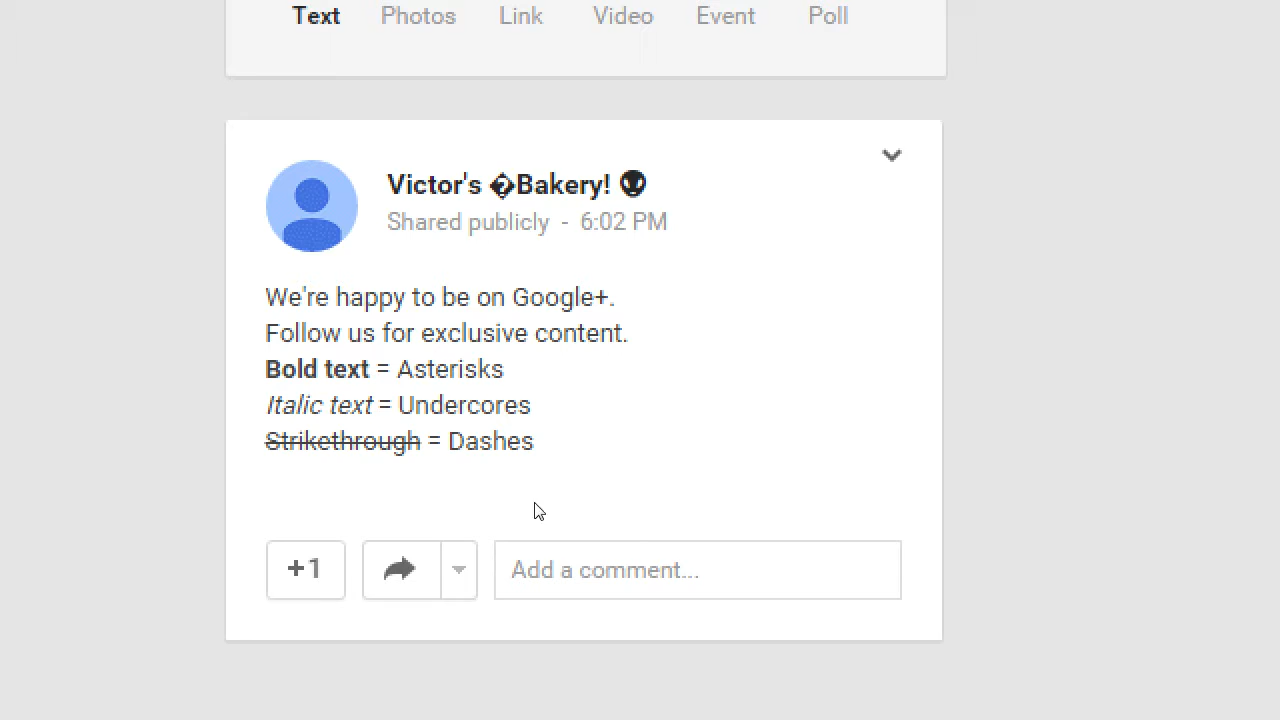 Text Photos Link Video Event Poll
Victor's �Bakery! 👽
Shared publicly - 6:02 PM
We're happy to be on Google+.
Follow us for exclusive content.
Bold text = Asterisks
Italic text = Undercores
Strikethrough = Dashes
+1 Add a comment...